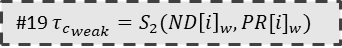 #19 τ_{c_{weak}} = S_2(ND[i]_w, PR[i]_w)